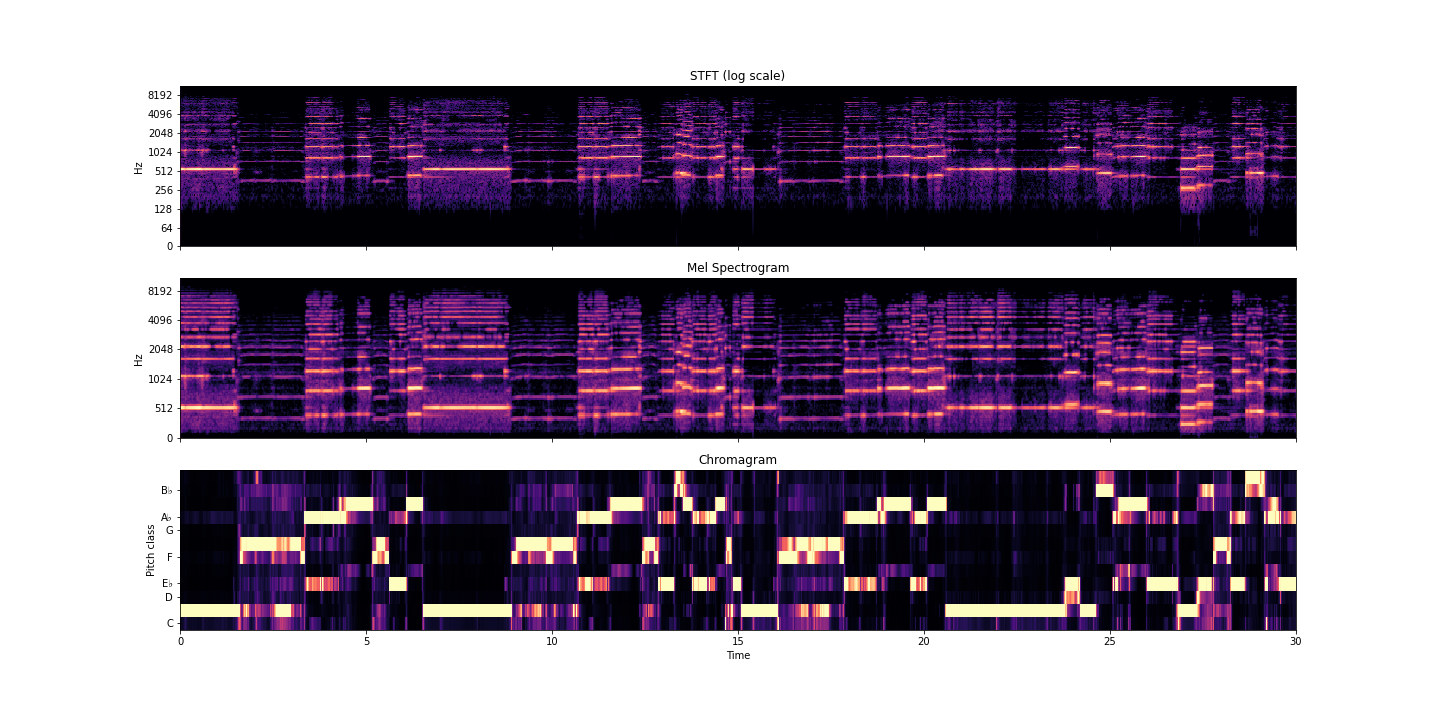 STFT (log scale)
8192
4096
2048
1024
512
256
128
64
0
Hz
Mel Spectrogram
8192
4096
2048
1024
512
0
Hz
Chromagram
B♭
A♭
G
F
E♭
D
C
Pitch class
0 5 10 15 20 25 30
Time